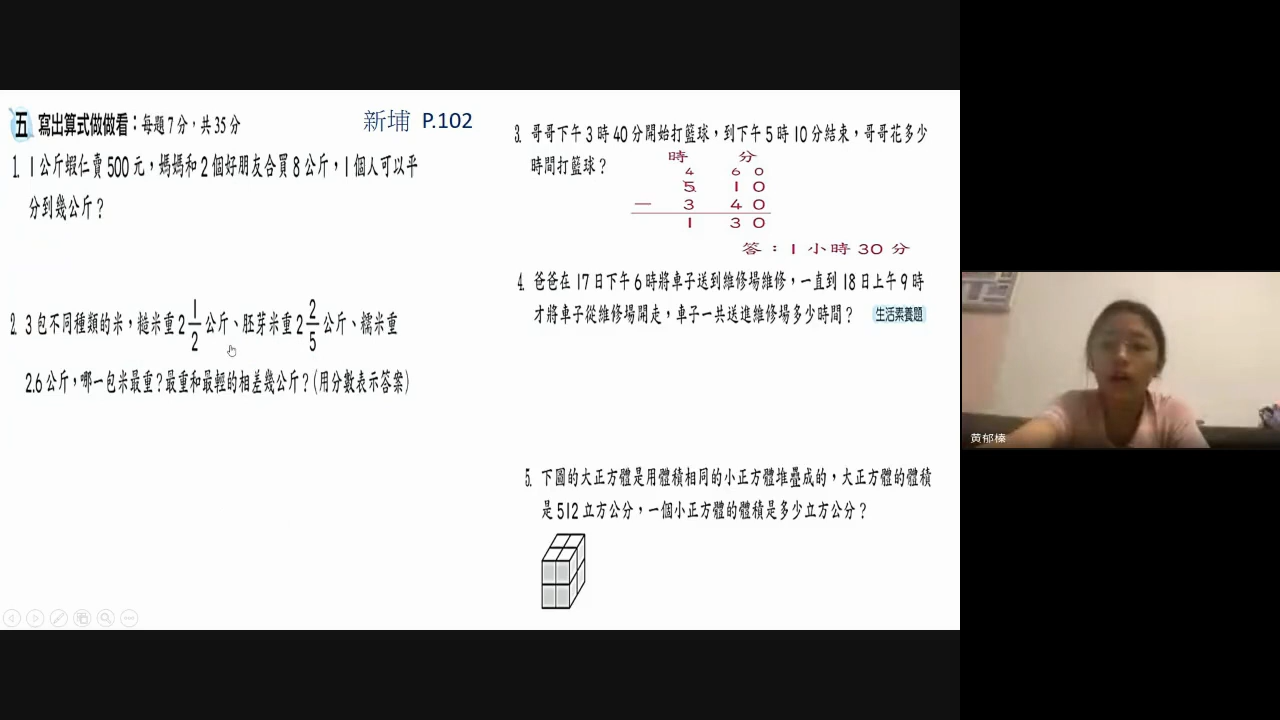 五 寫出算式做做看：每題7分，共35分
新埔 P.102
1. 1公斤蝦仁賣500元，媽媽和2個好朋友合買8公斤，1個人可以平
分到幾公斤？
2. 3包不同種類的米，糙米重2 1/2 公斤、胚芽米重2 2/5 公斤、糯米重
2.6公斤，哪一包米最重？最重和最輕的相差幾公斤？(用分數表示答案)
3. 哥哥下午3時40分開始打籃球，到下午5時10分結束，哥哥花多少
時間打籃球？
時 分
4 6 0
5 1 0
— 3 4 0
1 3 0
答：1 小時 30 分
4. 爸爸在17日下午6時將車子送到維修場維修，一直到18日上午9時
才將車子從維修場開走，車子一共送進維修場多少時間？ 生活素養題
5. 下圖的大正方體是用體積相同的小正方體堆疊成的，大正方體的體積
是512立方公分，一個小正方體的體積是多少立方公分？
黃郁榛